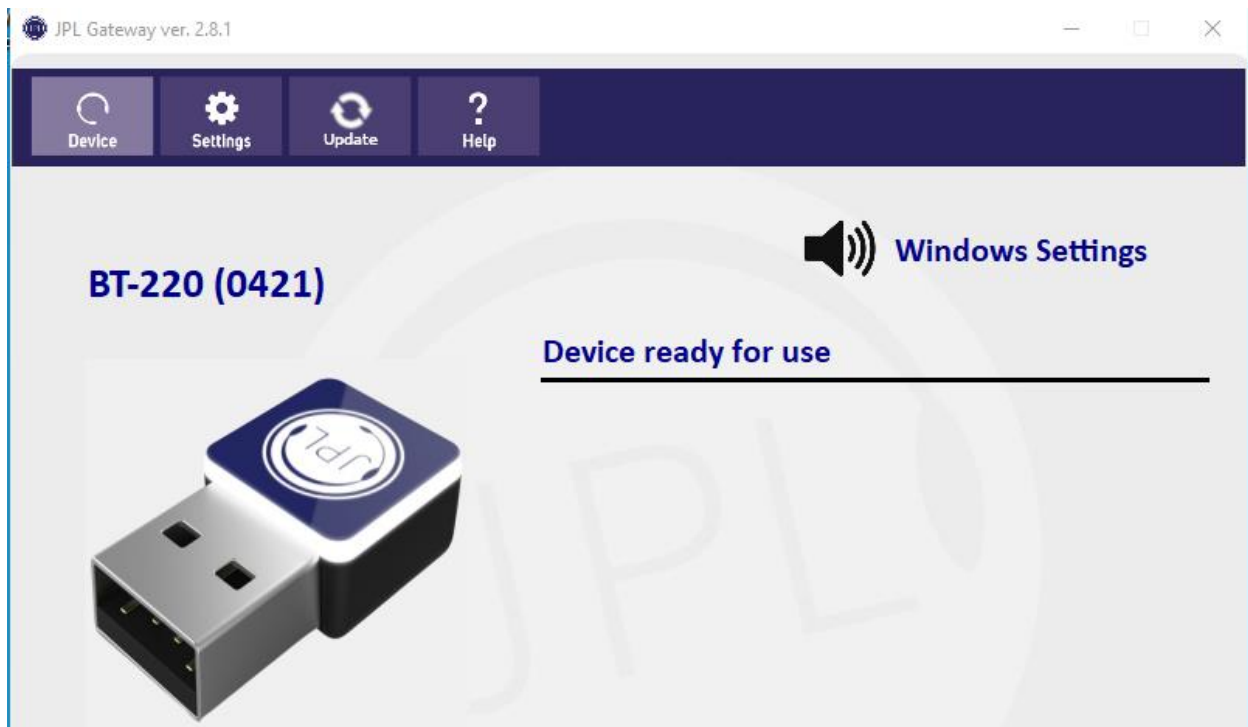 JPL Gateway ver. 2.8.1
Device
Settings
Update
Help
Windows Settings
BT-220 (0421)
Device ready for use
JPL
JPL